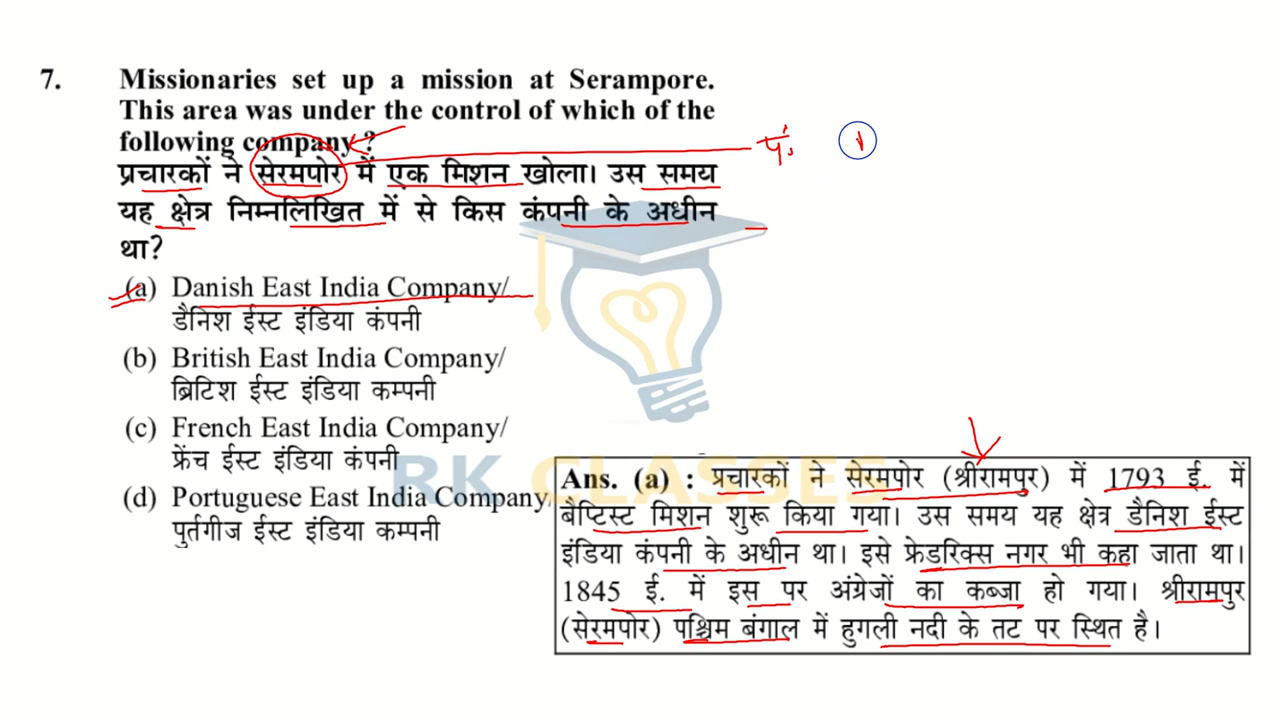 7. Missionaries set up a mission at Serampore.
This area was under the control of which of the
following company ?
प्रचारकों ने सेरमपोर में एक मिशन खोला। उस समय
यह क्षेत्र निम्नलिखित में से किस कंपनी के अधीन
था?
(a) Danish East India Company/
डैनिश ईस्ट इंडिया कंपनी
(b) British East India Company/
ब्रिटिश ईस्ट इंडिया कम्पनी
(c) French East India Company/
फ्रेंच ईस्ट इंडिया कंपनी
(d) Portuguese East India Company/
पुर्तगीज ईस्ट इंडिया कम्पनी
RK CLASSES
Ans. (a) : प्रचारकों ने सेरमपोर (श्रीरामपुर) में 1793 ई. में
बैप्टिस्ट मिशन शुरू किया गया। उस समय यह क्षेत्र डैनिश ईस्ट
इंडिया कंपनी के अधीन था। इसे फ्रेडरिक्स नगर भी कहा जाता था।
1845 ई. में इस पर अंग्रेजों का कब्जा हो गया। श्रीरामपुर
(सेरमपोर) पश्चिम बंगाल में हुगली नदी के तट पर स्थित है।